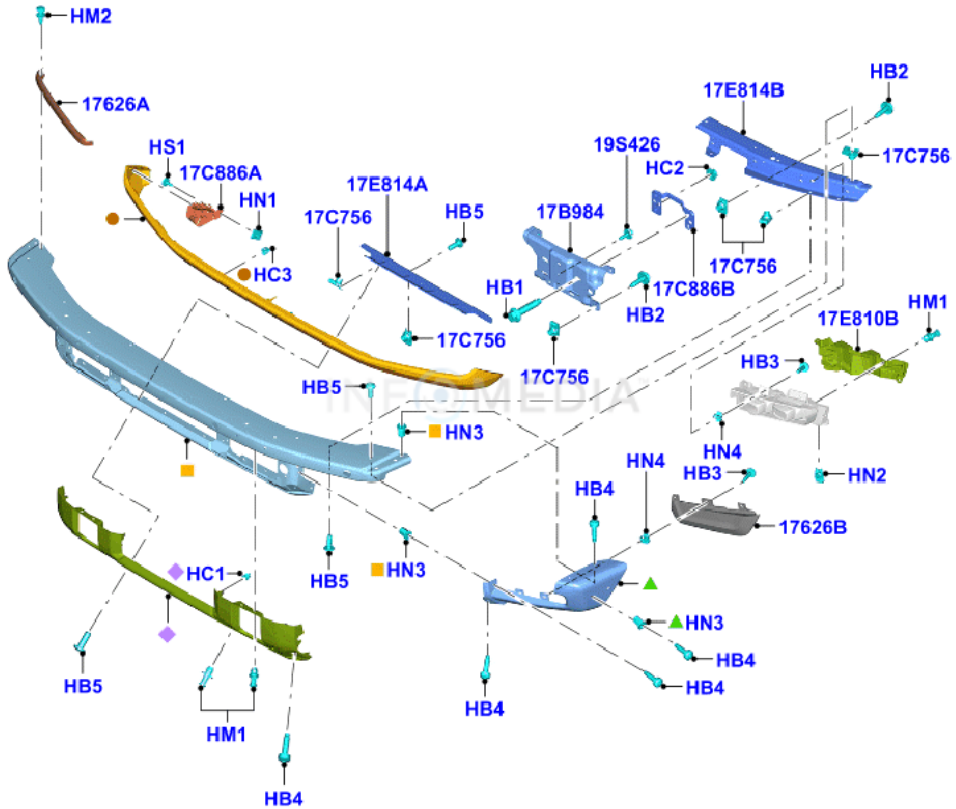 HM2
HB2
17E814B
17626A
HS1
19S426
17C756
17C886A
HC2
17E814A
HN1
17C756
HB5
17B984
17C756
HC3
HB1
17C886B
HM1
HB2
17E810B
17C756
17C756
HB3
HB5
INFOMEDIA
HN3
HN4
HN4
HB3
HN2
HB4
17626B
HB5
HN3
HC1
HN3
HB4
HB5
HB4
HB4
HM1
HB4